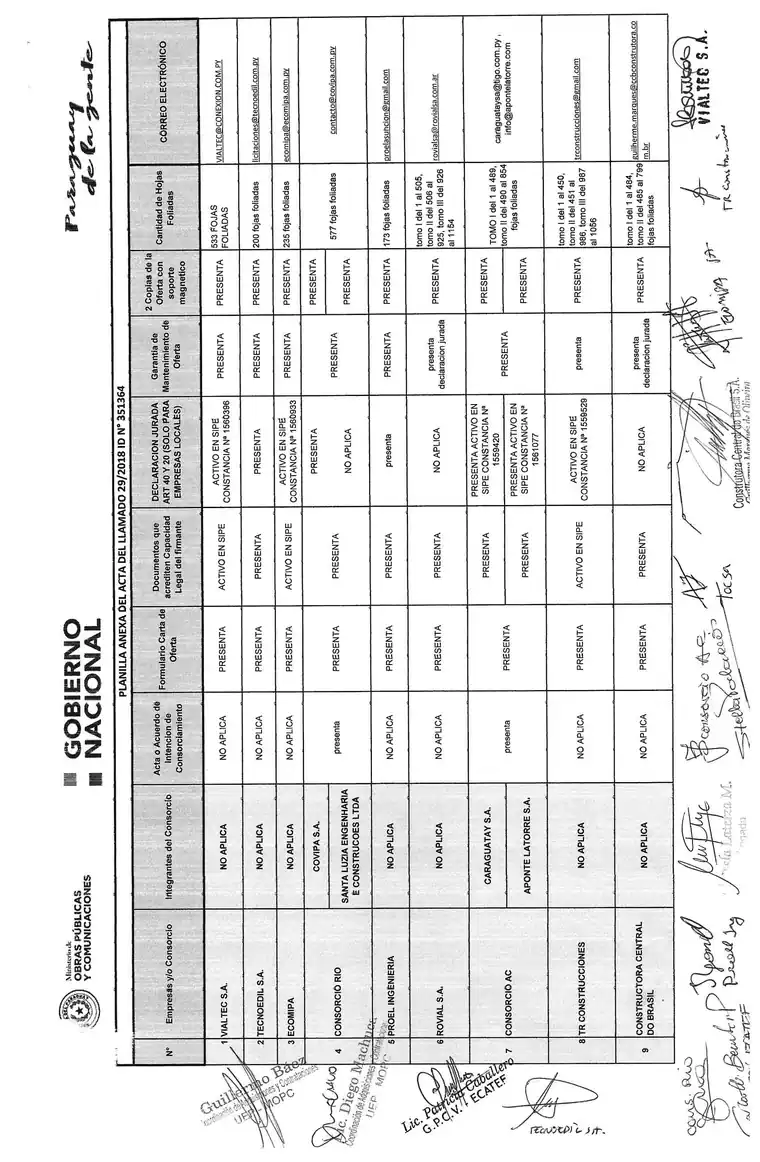 Ministerio de
OBRAS PÚBLICAS
Y COMUNICACIONES
GOBIERNO
NACIONAL
Paraguay
de la gente
PLANILLA ANEXA DEL ACTA DEL LLAMADO 29/2018 ID N° 351364
N° Empresas y/o Consorcio Integrantes del Consorcio Acta o Acuerdo de Intencion de Consorciamiento Formulario Carta de Oferta Documentos que acrediten Capacidad Legal del firmante DECLARACION JURADA ART 40 Y 20 (SOLO PARA EMPRESAS LOCALES) Garantia de Mantenimiento de Oferta 2 Copias de la Oferta con soporte magnetico Cantidad de Hojas Foliadas CORREO ELECTRÓNICO
1 VIALTEC S.A. NO APLICA NO APLICA PRESENTA ACTIVO EN SIPE ACTIVO EN SIPE CONSTANCIA Nº 1560396 PRESENTA PRESENTA 533 FOJAS FOLIADAS VIALTEC@CONEXION.COM.PY
2 TECNOEDIL S.A. NO APLICA NO APLICA PRESENTA PRESENTA PRESENTA PRESENTA PRESENTA 200 fojas foliadas licitaciones@tecnoedil.com.py
3 ECOMIPA NO APLICA NO APLICA PRESENTA ACTIVO EN SIPE ACTIVO EN SIPE CONSTANCIA Nº 1560933 PRESENTA PRESENTA 235 fojas foliadas ecomipa@ecomipa.com.py
4 CONSORCIO RIO COVIPA S.A. presenta PRESENTA PRESENTA PRESENTA PRESENTA PRESENTA 577 fojas foliadas contacto@covipa.com.py
SANTA LUZIA ENGENHARIA E CONSTRUCOES LTDA NO APLICA PRESENTA
5 PROEL INGENIERIA NO APLICA NO APLICA PRESENTA PRESENTA presenta PRESENTA PRESENTA 173 fojas foliadas proelasuncion@gmail.com
6 ROVIAL S.A. NO APLICA NO APLICA PRESENTA PRESENTA NO APLICA presenta declaracion jurada PRESENTA tomo I del 1 al 505, tomo II del 506 al 925, tomo III del 926 al 1154 rovialsa@rovialsa.com.ar
7 CONSORCIO AC CARAGUATAY S.A. presenta PRESENTA PRESENTA PRESENTA ACTIVO EN SIPE CONSTANCIA Nº 1559420 PRESENTA PRESENTA TOMO I del 1 al 489, tomo II del 490 al 854 fojas foliadas caraguataysa@tigo.com.py , info@apontelatorre.com
APONTE LATORRE S.A. PRESENTA PRESENTA ACTIVO EN SIPE CONSTANCIA Nº 1561077 PRESENTA
8 TR CONSTRUCCIONES NO APLICA NO APLICA PRESENTA ACTIVO EN SIPE ACTIVO EN SIPE CONSTANCIA Nº 1559529 presenta PRESENTA tomo I del 1 al 450, tomo II del 451 al 986, tomo III del 987 al 1056 trconstrucciones@gmail.com
9 CONSTRUCTORA CENTRAL DO BRASIL NO APLICA NO APLICA PRESENTA PRESENTA NO APLICA presenta declaracion jurada PRESENTA tomo I del 1 al 484, tomo II del 485 al 799 fojas foliadas guilherme.marques@ccbconstrutora.com.br
Guillermo Báez
UEP - MOPC
Lic. Diego Machuca
Coordinación de Adquisiciones y Contrataciones
UEP - MOPC
Lic. Patricia Caballero
G.P.O.V.I / ECATEF
TECNOEDIL S.A.
Consorcio AC
Tocsa
Construtora Central do Brasil S.A.
ECOMIPA SA
VIALTEC S.A.